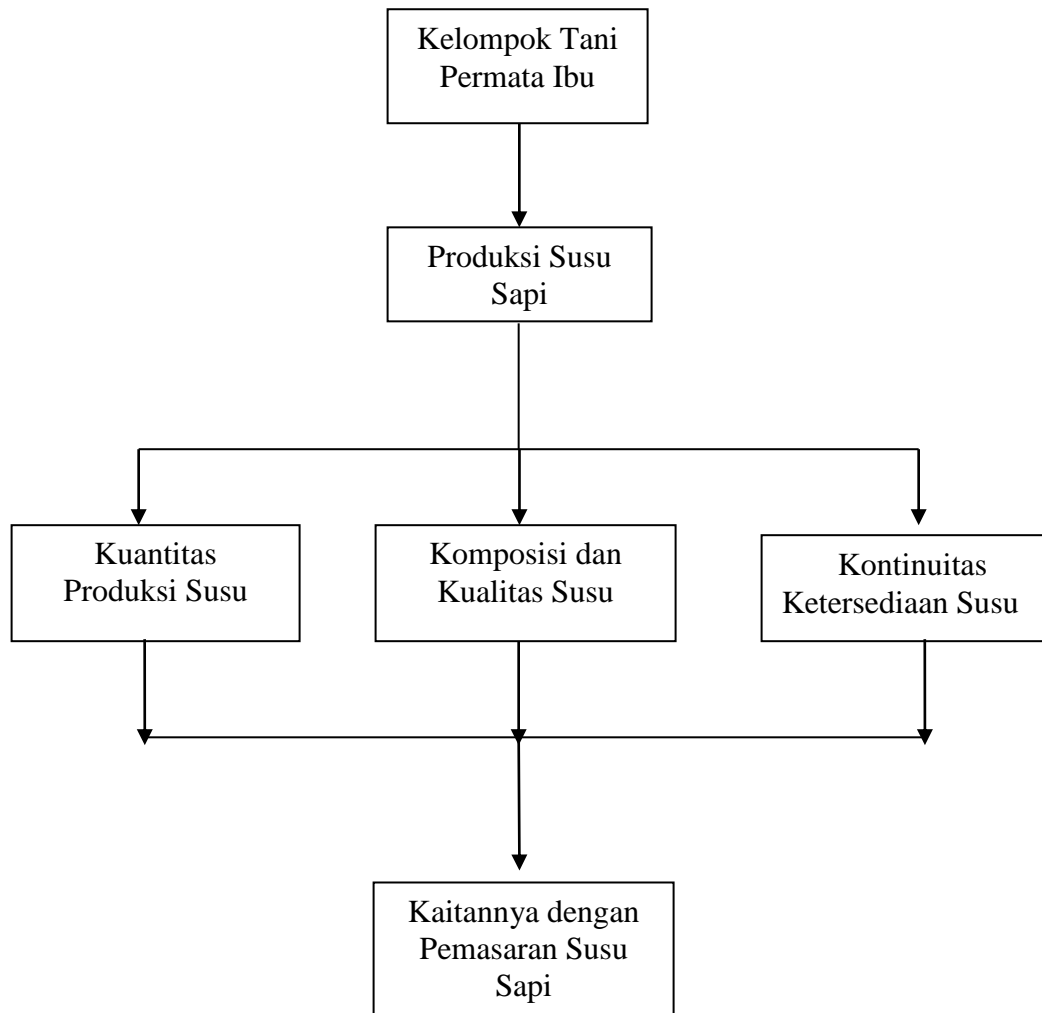 Kelompok Tani
Permata Ibu
Produksi Susu
Sapi
Kuantitas
Produksi Susu
Komposisi dan
Kualitas Susu
Kontinuitas
Ketersediaan Susu
Kaitannya dengan
Pemasaran Susu
Sapi